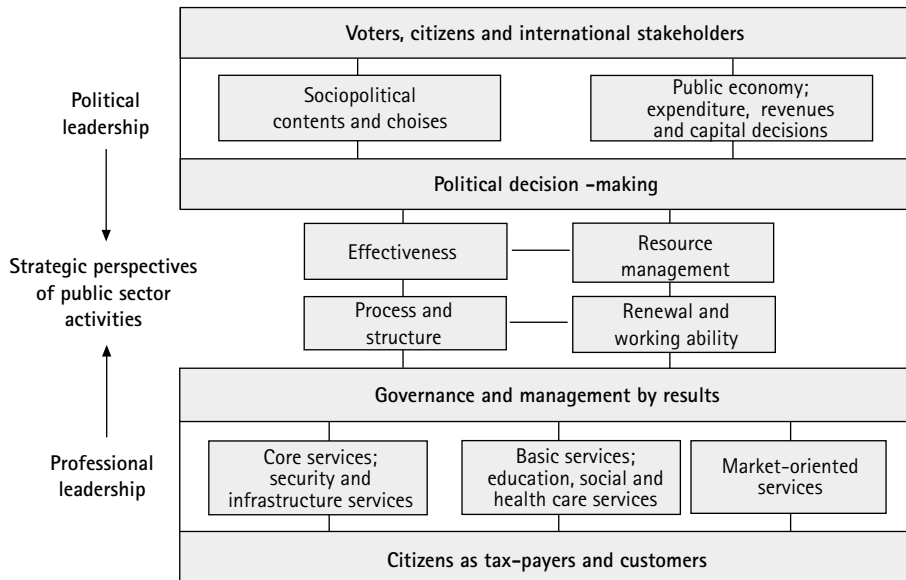 Voters, citizens and international stakeholders
Political
leadership
Sociopolitical
contents and choises
Public economy;
expenditure, revenues
and capital decisions
Political decision -making
Strategic perspectives
of public sector
activities
Effectiveness
Resource
management
Process and
structure
Renewal and
working ability
Governance and management by results
Professional
leadership
Core services;
security and
infrastructure services
Basic services;
education, social and
health care services
Market-oriented
services
Citizens as tax-payers and customers